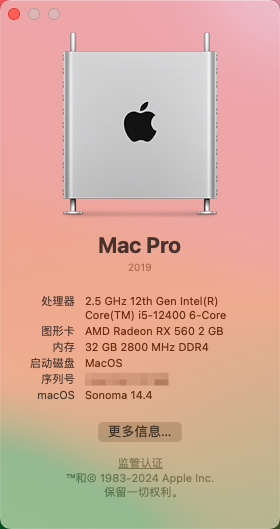 Mac Pro
2019
处理器 2.5 GHz 12th Gen Intel(R)
Core(TM) i5-12400 6-Core
图形卡 AMD Radeon RX 560 2 GB
内存 32 GB 2800 MHz DDR4
启动磁盘 MacOS
序列号
macOS Sonoma 14.4
更多信息...
监管认证
™和© 1983-2024 Apple Inc.
保留一切权利。